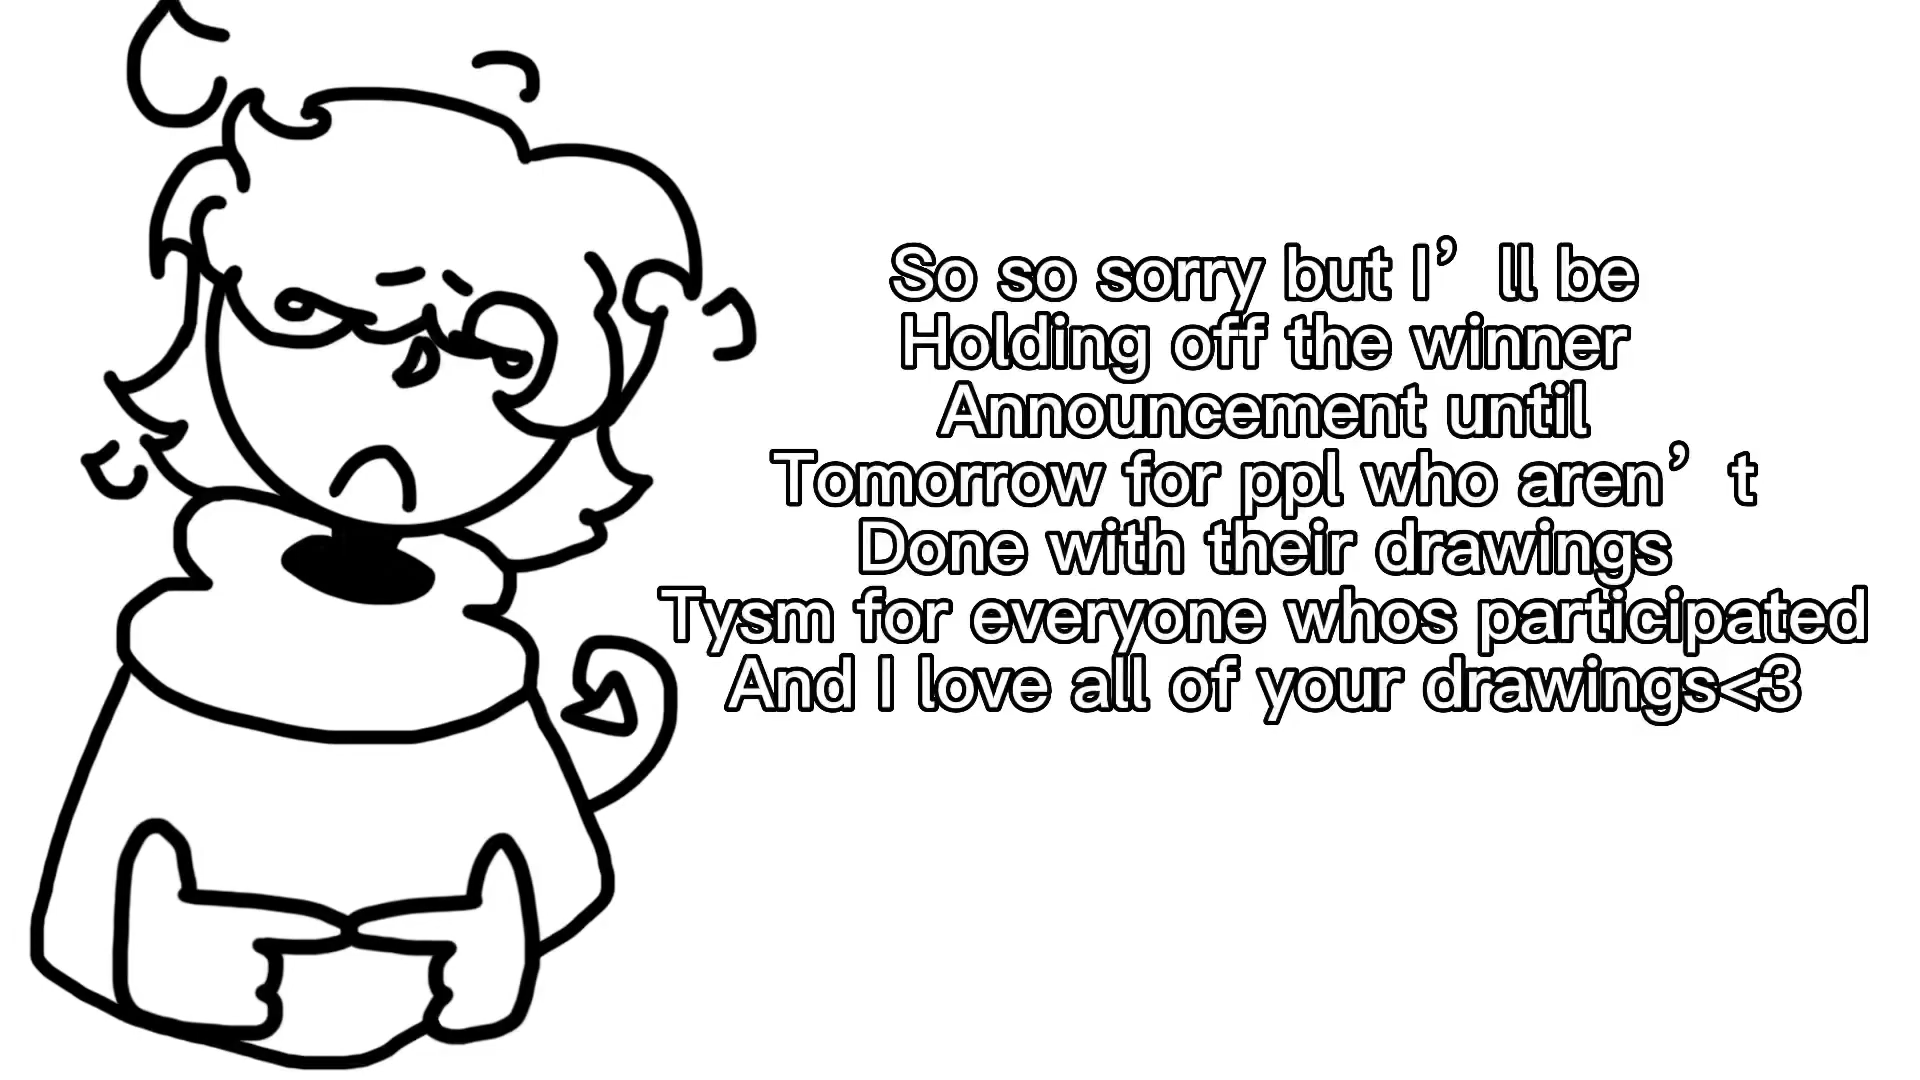 So so sorry but I’ll be
Holding off the winner
Announcement until
Tomorrow for ppl who aren’t
Done with their drawings
Tysm for everyone whos participated
And I love all of your drawings<3